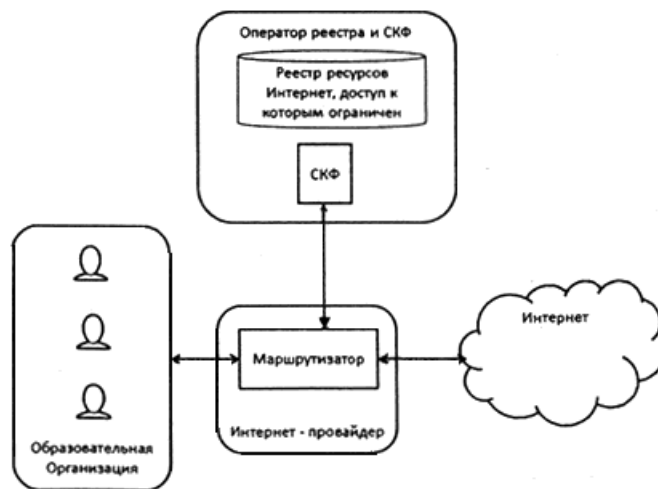 Оператор реестра и СКФ
Реестр ресурсов
Интернет, доступ к
которым ограничен
СКФ
Интернет
Маршрутизатор
Интернет - провайдер
Образовательная
Организация